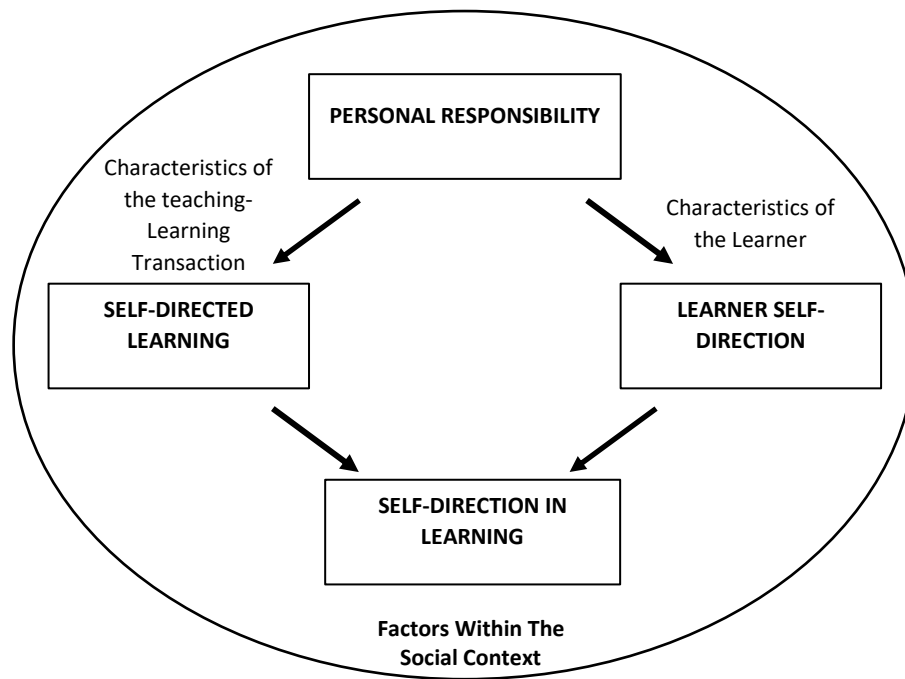 PERSONAL RESPONSIBILITY
Characteristics of
the teaching-
Learning
Transaction
Characteristics of
the Learner
SELF-DIRECTED
LEARNING
LEARNER SELF-
DIRECTION
SELF-DIRECTION IN
LEARNING
Factors Within The
Social Context